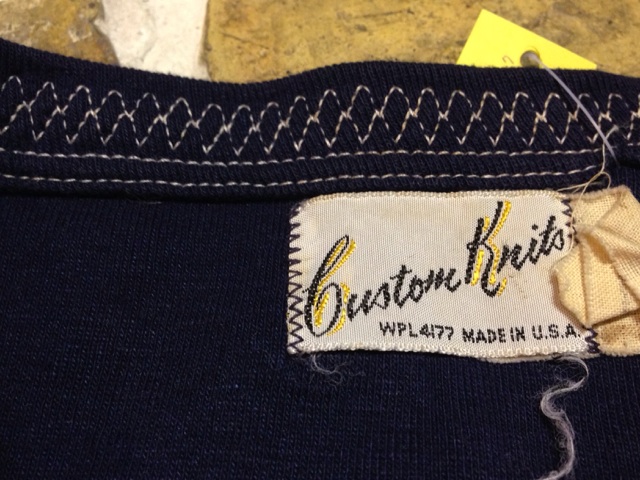 Custom Knits
WPL4177 MADE IN U.S.A.